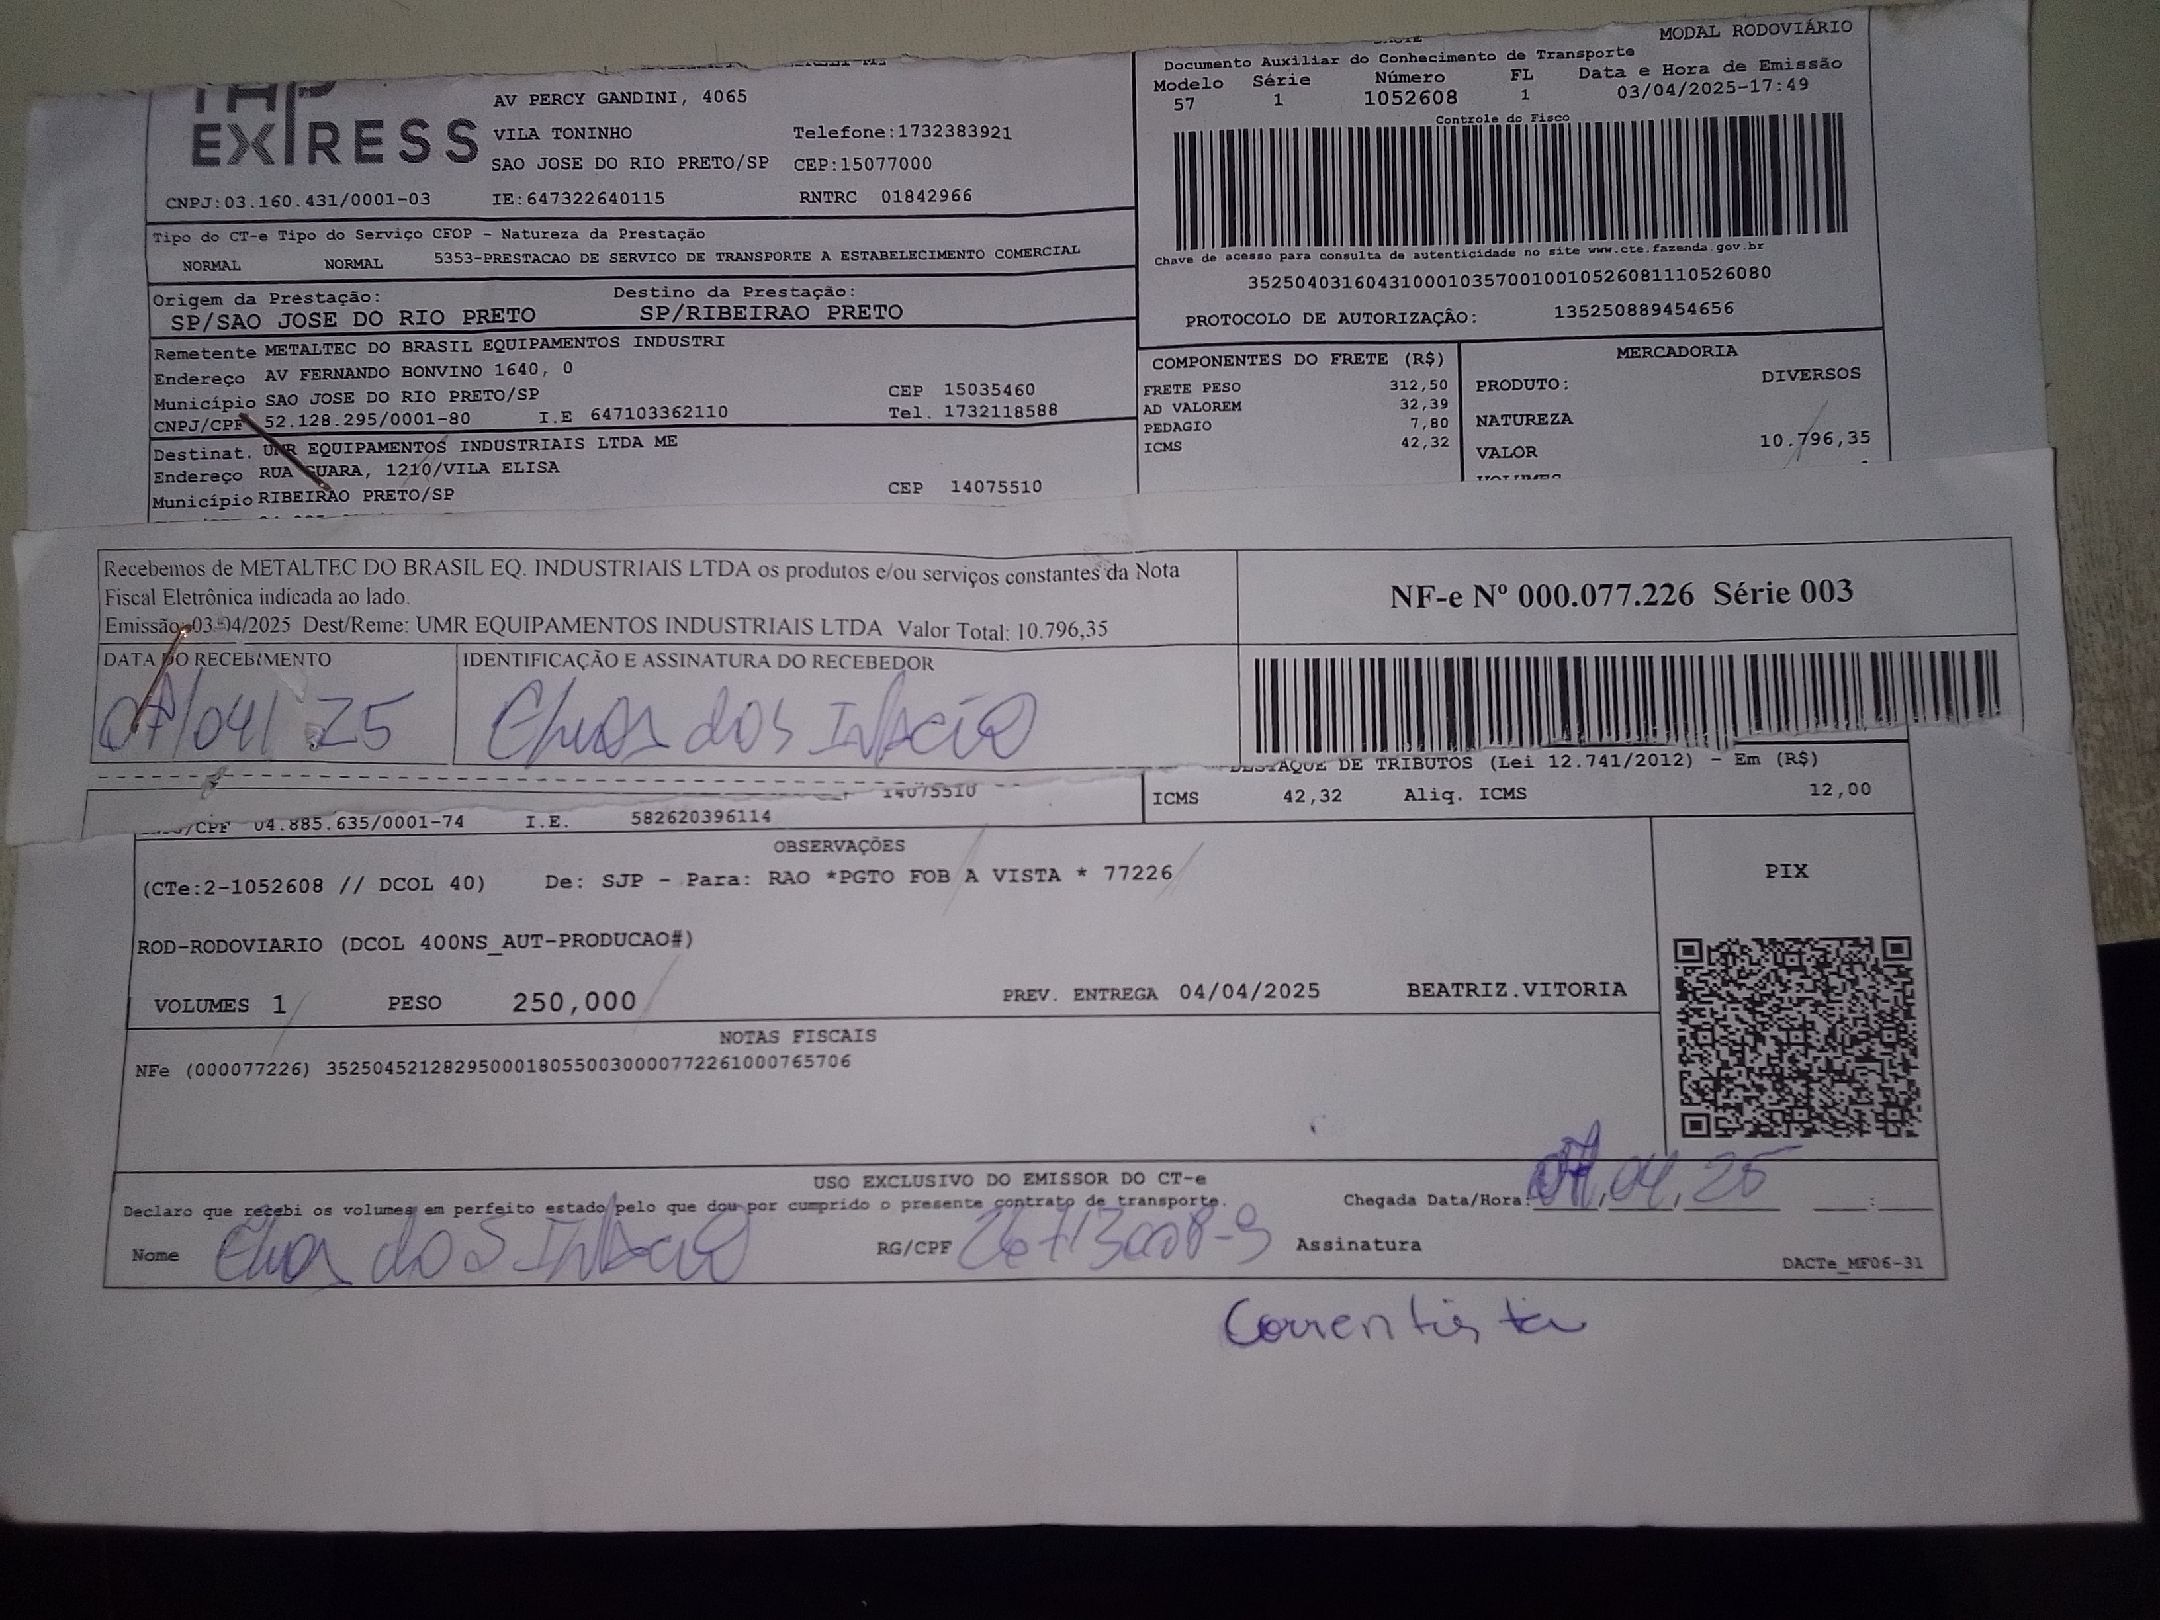 EXPRESS
AV PERCY GANDINI, 4065
VILA TONINHO Telefone:1732383921
SAO JOSE DO RIO PRETO/SP CEP:15077000
CNPJ:03.160.431/0001-03 IE:647322640115 RNTRC 01842966
Tipo do CT-e Tipo do Serviço CFOP - Natureza da Prestação
NORMAL NORMAL 5353-PRESTACAO DE SERVICO DE TRANSPORTE A ESTABELECIMENTO COMERCIAL
Origem da Prestação: Destino da Prestação:
SP/SAO JOSE DO RIO PRETO SP/RIBEIRAO PRETO
Remetente METALTEC DO BRASIL EQUIPAMENTOS INDUSTRI
Endereço AV FERNANDO BONVINO 1640, 0
Município SAO JOSE DO RIO PRETO/SP CEP 15035460
CNPJ/CPF 52.128.295/0001-80 I.E 647103362110 Tel. 1732118588
Destinat. UMR EQUIPAMENTOS INDUSTRIAIS LTDA ME
Endereço RUA GUARA, 1210/VILA ELISA
Município RIBEIRAO PRETO/SP CEP 14075510
MODAL RODOVIÁRIO
Documento Auxiliar do Conhecimento de Transporte
Modelo Série Número FL Data e Hora de Emissão
57 1 1052608 1 03/04/2025-17:49
Controle do Fisco
Chave de acesso para consulta de autenticidade no site www.cte.fazenda.gov.br
35250403160431000103570010010526081110526080
PROTOCOLO DE AUTORIZAÇÃO: 135250889454656
COMPONENTES DO FRETE (R$)
FRETE PESO 312,50
AD VALOREM 32,39
PEDAGIO 7,80
ICMS 42,32
MERCADORIA
PRODUTO: DIVERSOS
NATUREZA
VALOR 10.796,35
Recebemos de METALTEC DO BRASIL EQ. INDUSTRIAIS LTDA os produtos e/ou serviços constantes da Nota
Fiscal Eletrônica indicada ao lado.
Emissão: 03/04/2025 Dest/Reme: UMR EQUIPAMENTOS INDUSTRIAIS LTDA Valor Total: 10.796,35
NF-e Nº 000.077.226 Série 003
DATA DO RECEBIMENTO IDENTIFICAÇÃO E ASSINATURA DO RECEBEDOR
07/04/25 dos Inácio
DESTAQUE DE TRIBUTOS (Lei 12.741/2012) - Em (R$)
14075510
ICMS 42,32 Aliq. ICMS 12,00
/CPF 04.885.635/0001-74 I.E. 582620396114
OBSERVAÇÕES
(CTe:2-1052608 // DCOL 40) De: SJP - Para: RAO *PGTO FOB A VISTA * 77226
ROD-RODOVIARIO (DCOL 400NS_AUT-PRODUCAO#)
VOLUMES 1 PESO 250,000 PREV. ENTREGA 04/04/2025 BEATRIZ.VITORIA
PIX
NOTAS FISCAIS
NFe (000077226) 35250452128295000180550030000772261000765706
USO EXCLUSIVO DO EMISSOR DO CT-e
Declaro que recebi os volumes em perfeito estado pelo que dou por cumprido o presente contrato de transporte.
Chegada Data/Hora: 07,04,25 :
Nome dos Inácio RG/CPF Assinatura
DACTe_MF06-31
Correntista